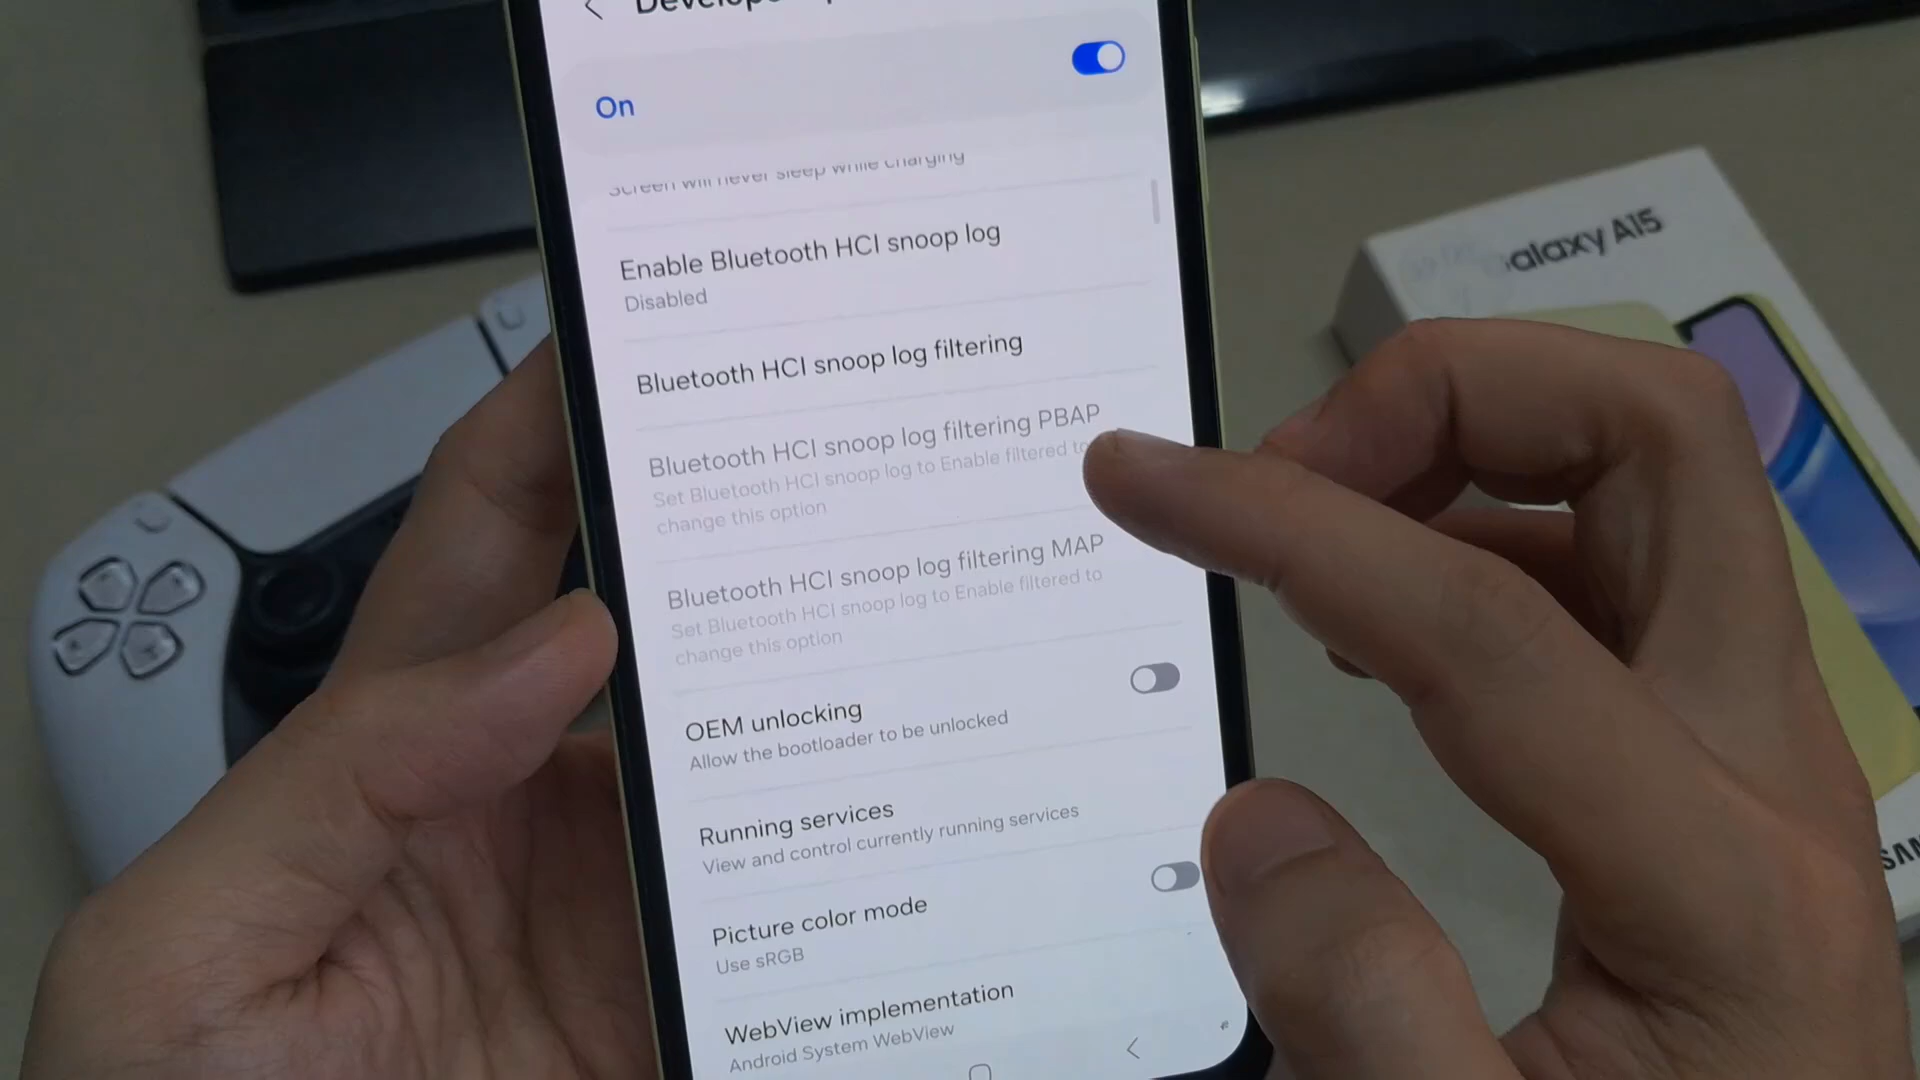 On
Screen will never sleep while charging
Enable Bluetooth HCI snoop log
Disabled
Bluetooth HCI snoop log filtering
Bluetooth HCI snoop log filtering PBAP
Set Bluetooth HCI snoop log to Enable filtered to
change this option
Bluetooth HCI snoop log filtering MAP
Set Bluetooth HCI snoop log to Enable filtered to
change this option
OEM unlocking
Allow the bootloader to be unlocked
Running services
View and control currently running services
Picture color mode
Use sRGB
WebView implementation
Android System WebView
Galaxy A15